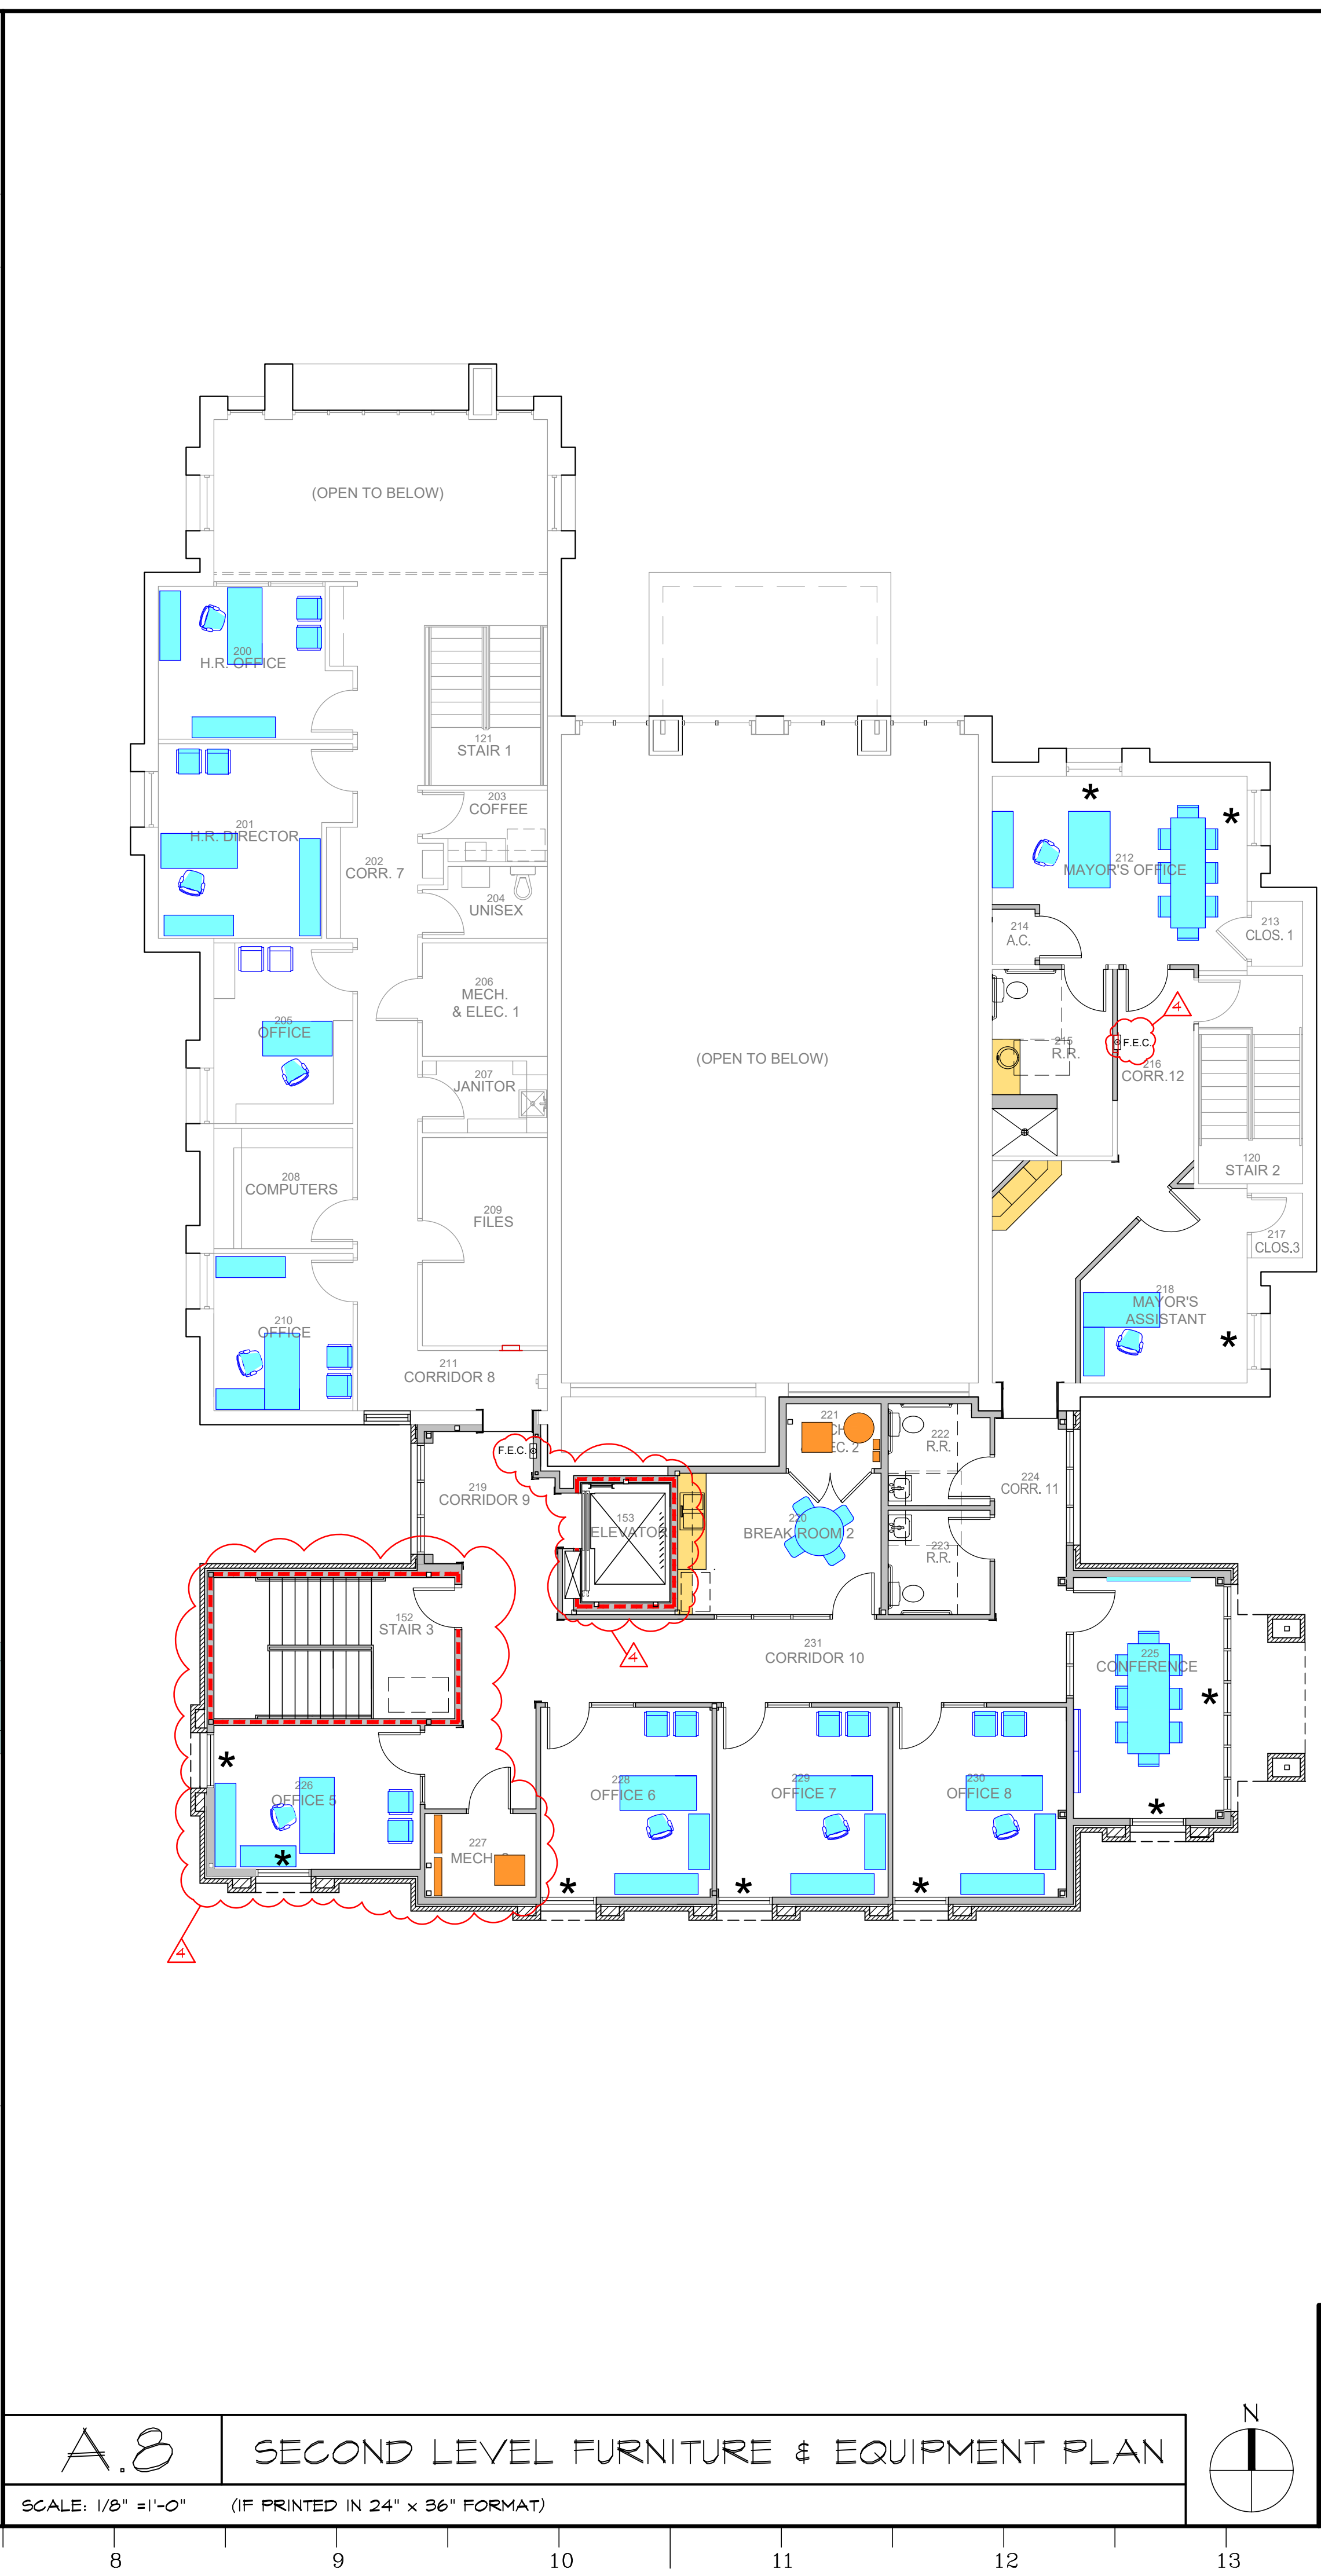 (OPEN TO BELOW)
200
H.R. OFFICE
121
STAIR 1
201
H.R. DIRECTOR
203
COFFEE
202
CORR. 7
204
UNISEX
*
*
212
MAYOR'S OFFICE
213
CLOS. 1
214
A.C.
206
MECH.
& ELEC. 1
205
OFFICE
4
F.E.C.
215
R.R.
216
CORR.12
(OPEN TO BELOW)
207
JANITOR
120
STAIR 2
208
COMPUTERS
209
FILES
217
CLOS.3
210
OFFICE
218
MAYOR'S
ASSISTANT
*
211
CORRIDOR 8
221
EC. 2
222
R.R.
F.E.C.
219
CORRIDOR 9
224
CORR. 11
153
ELEVATOR
220
BREAK ROOM 2
223
R.R.
152
STAIR 3
4
231
CORRIDOR 10
225
CONFERENCE
*
*
*
226
OFFICE 5
*
228
OFFICE 6
*
229
OFFICE 7
*
230
OFFICE 8
*
227
MECH.
4
A.8
SECOND LEVEL FURNITURE & EQUIPMENT PLAN
N
SCALE: 1/8" =1'-0" (IF PRINTED IN 24" x 36" FORMAT)
8 9 10 11 12 13